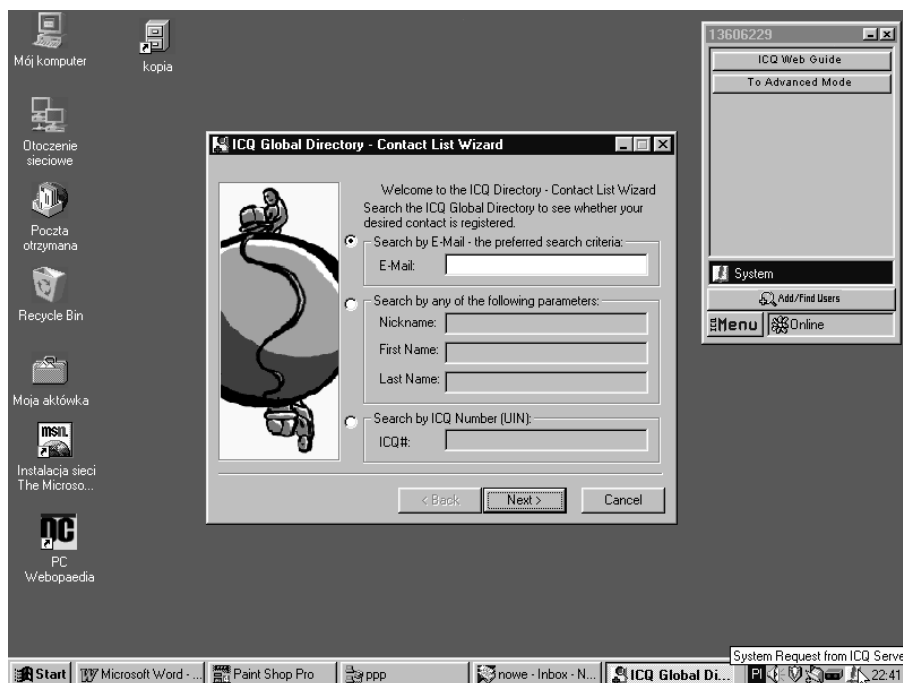 Mój komputer
kopia
Otoczenie
sieciowe
Poczta
otrzymana
Recycle Bin
Moja aktówka
msn.
Instalacja sieci
The Microso...
PC
Webopaedia
ICQ Global Directory - Contact List Wizard
Welcome to the ICQ Directory - Contact List Wizard
Search the ICQ Global Directory to see whether your
desired contact is registered.
Search by E-Mail - the preferred search criteria:
E-Mail:
Search by any of the following parameters:
Nickname:
First Name:
Last Name:
Search by ICQ Number (UIN):
ICQ#:
< Back
Next >
Cancel
13606229
ICQ Web Guide
To Advanced Mode
System
Add/Find Users
Menu
Online
System Request from ICQ Serve
Start
Microsoft Word - ...
Paint Shop Pro
ppp
nowe - Inbox - N...
ICQ Global Di...
Pl
22:41